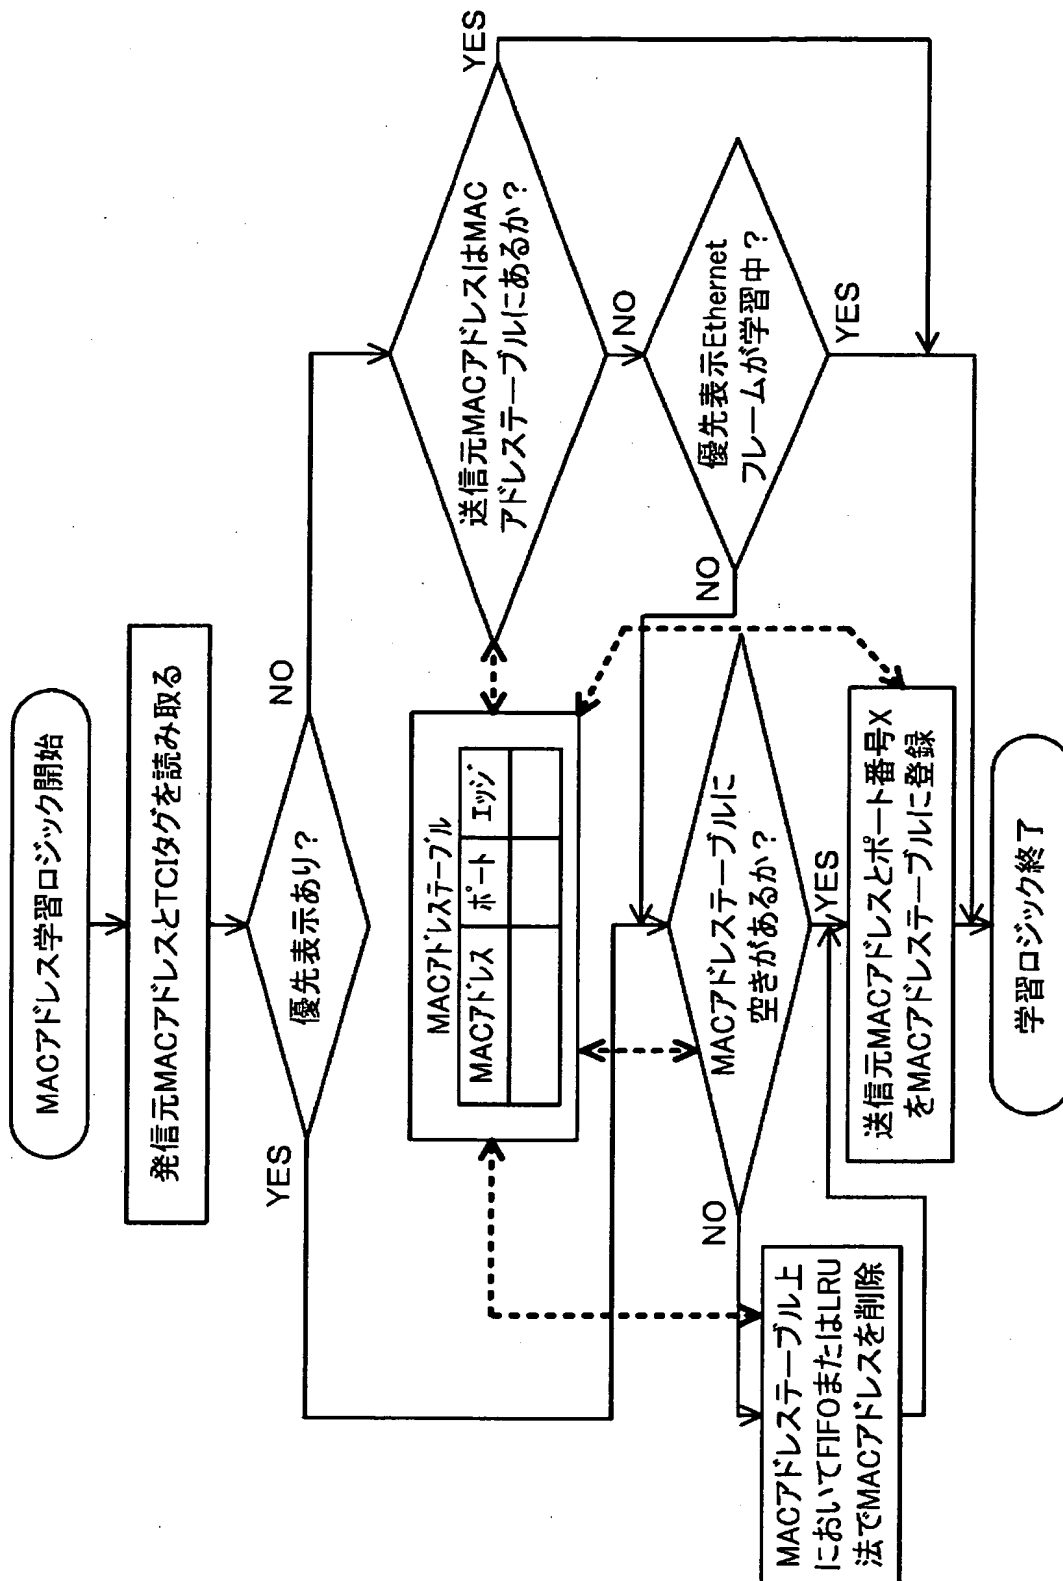 MACアドレス学習ロジック開始
発信元MACアドレスとTCIタグを読み取る
優先表示あり？
YES
NO
MACアドレステーブル
MACアドレス
ポート
エッジ
送信元MACアドレスはMAC
アドレステーブルにあるか？
YES
NO
優先表示Ethernet
フレームが学習中？
NO
YES
MACアドレステーブルに
空きがあるか？
NO
YES
MACアドレステーブル上
においてFIFOまたはLRU
法でMACアドレスを削除
送信元MACアドレスとポート番号X
をMACアドレステーブルに登録
学習ロジック終了